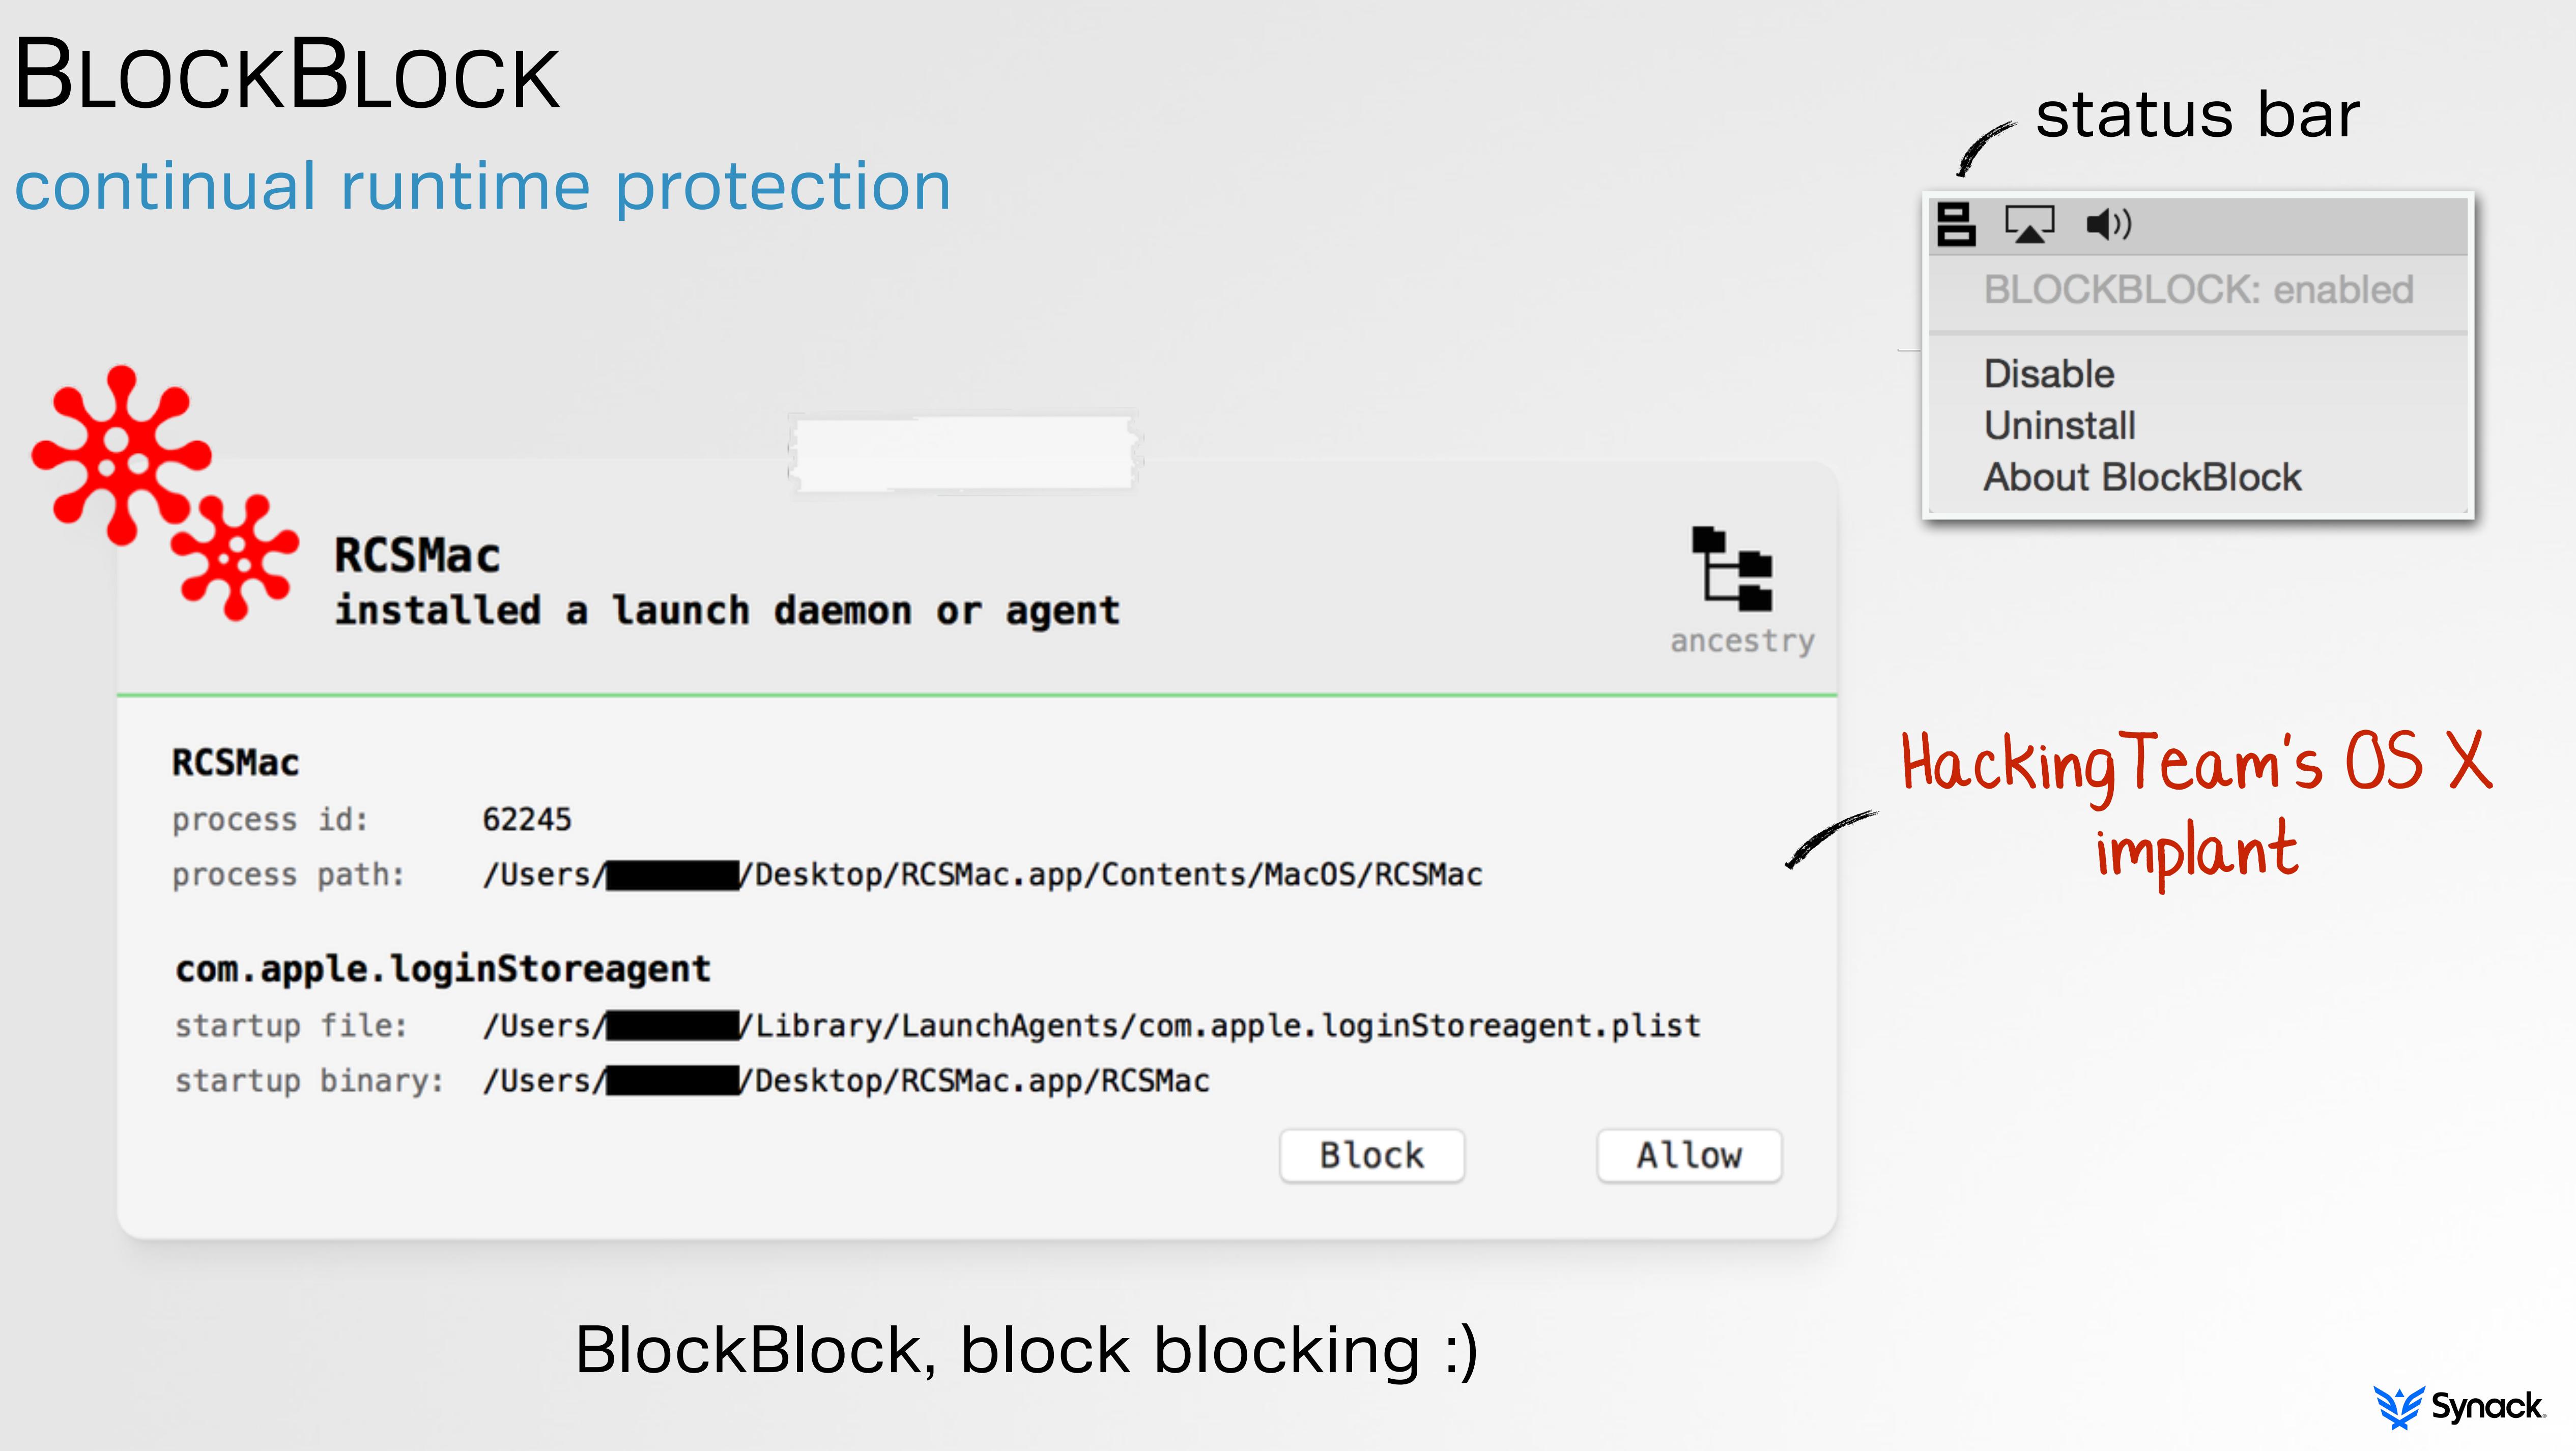 BLOCKBLOCK
continual runtime protection
status bar
BLOCKBLOCK: enabled
Disable
Uninstall
About BlockBlock
RCSMac
installed a launch daemon or agent
ancestry
RCSMac
process id: 62245
process path: /Users/ /Desktop/RCSMac.app/Contents/MacOS/RCSMac
com.apple.loginStoreagent
startup file: /Users/ /Library/LaunchAgents/com.apple.loginStoreagent.plist
startup binary: /Users/ /Desktop/RCSMac.app/RCSMac
Block Allow
HackingTeam's OS X
implant
BlockBlock, block blocking :)
Synack